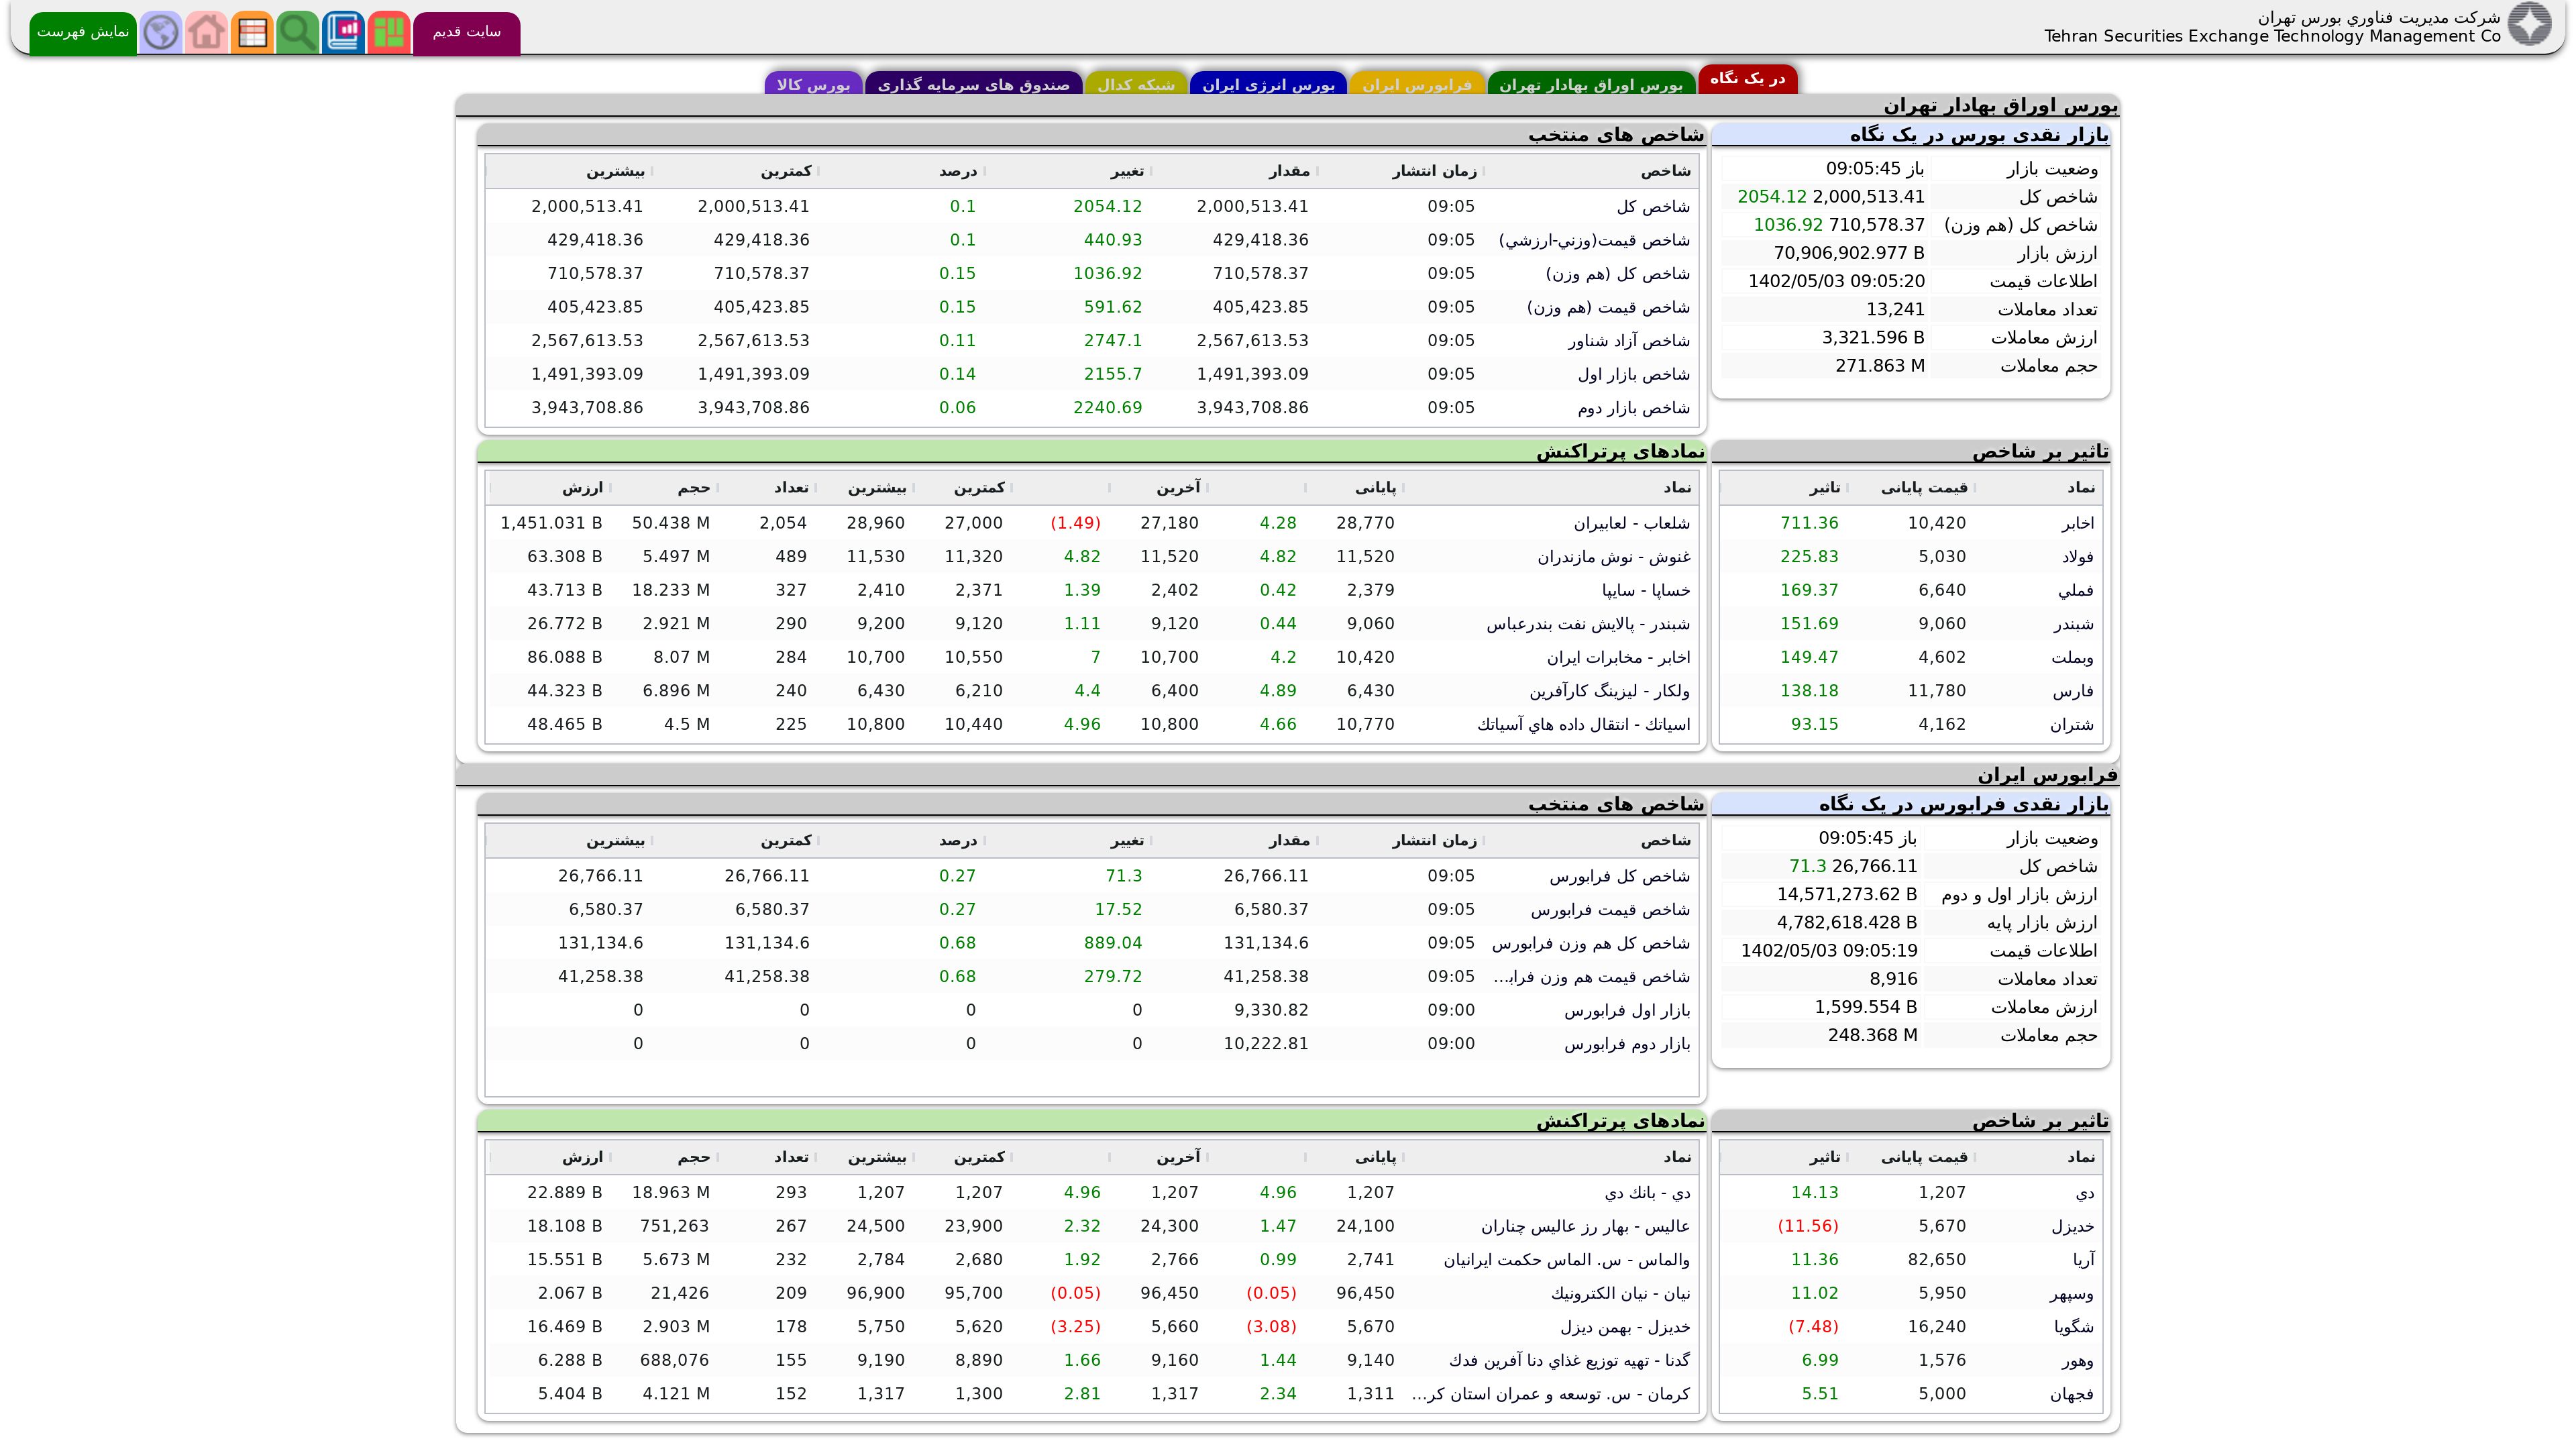 شركت مديريت فناوري بورس تهران
Tehran Securities Exchange Technology Management Co
سایت قدیم
نمایش فهرست
در یک نگاه
بورس اوراق بهادار تهران
فرابورس ایران
بورس انرژی ایران
شبکه کدال
صندوق های سرمایه گذاری
بورس کالا
بورس اوراق بهادار تهران
بازار نقدی بورس در یک نگاه
وضعیت بازار باز 09:05:45
شاخص کل 2,000,513.41 2054.12
شاخص كل (هم وزن) 710,578.37 1036.92
ارزش بازار 70,906,902.977 B
اطلاعات قیمت 1402/05/03 09:05:20
تعداد معاملات 13,241
ارزش معاملات 3,321.596 B
حجم معاملات 271.863 M
شاخص های منتخب
شاخص زمان انتشار مقدار تغییر درصد کمترین بیشترین
شاخص كل 09:05 2,000,513.41 2054.12 0.1 2,000,513.41 2,000,513.41
شاخص قيمت(وزني-ارزشي) 09:05 429,418.36 440.93 0.1 429,418.36 429,418.36
شاخص كل (هم وزن) 09:05 710,578.37 1036.92 0.15 710,578.37 710,578.37
شاخص قيمت (هم وزن) 09:05 405,423.85 591.62 0.15 405,423.85 405,423.85
شاخص آزاد شناور 09:05 2,567,613.53 2747.1 0.11 2,567,613.53 2,567,613.53
شاخص بازار اول 09:05 1,491,393.09 2155.7 0.14 1,491,393.09 1,491,393.09
شاخص بازار دوم 09:05 3,943,708.86 2240.69 0.06 3,943,708.86 3,943,708.86
تاثیر بر شاخص
نماد قیمت پایانی تاثیر
اخابر 10,420 711.36
فولاد 5,030 225.83
فملي 6,640 169.37
شبندر 9,060 151.69
وبملت 4,602 149.47
فارس 11,780 138.18
شتران 4,162 93.15
نمادهای پرتراکنش
نماد پایانی آخرین کمترین بیشترین تعداد حجم ارزش
شلعاب - لعابيران 28,770 4.28 27,180 (1.49) 27,000 28,960 2,054 50.438 M 1,451.031 B
غنوش - نوش مازندران 11,520 4.82 11,520 4.82 11,320 11,530 489 5.497 M 63.308 B
خساپا - سايپا 2,379 0.42 2,402 1.39 2,371 2,410 327 18.233 M 43.713 B
شبندر - پالايش نفت بندرعباس 9,060 0.44 9,120 1.11 9,120 9,200 290 2.921 M 26.772 B
اخابر - مخابرات ايران 10,420 4.2 10,700 7 10,550 10,700 284 8.07 M 86.088 B
ولكار - ليزينگ كارآفرين 6,430 4.89 6,400 4.4 6,210 6,430 240 6.896 M 44.323 B
اسياتك - انتقال داده هاي آسياتك 10,770 4.66 10,800 4.96 10,440 10,800 225 4.5 M 48.465 B
فرابورس ایران
بازار نقدی فرابورس در یک نگاه
وضعیت بازار باز 09:05:45
شاخص کل 26,766.11 71.3
ارزش بازار اول و دوم 14,571,273.62 B
ارزش بازار پایه 4,782,618.428 B
اطلاعات قیمت 1402/05/03 09:05:19
تعداد معاملات 8,916
ارزش معاملات 1,599.554 B
حجم معاملات 248.368 M
شاخص های منتخب
شاخص زمان انتشار مقدار تغییر درصد کمترین بیشترین
شاخص كل فرابورس 09:05 26,766.11 71.3 0.27 26,766.11 26,766.11
شاخص قيمت فرابورس 09:05 6,580.37 17.52 0.27 6,580.37 6,580.37
شاخص كل هم وزن فرابورس 09:05 131,134.6 889.04 0.68 131,134.6 131,134.6
شاخص قيمت هم وزن فراب... 09:05 41,258.38 279.72 0.68 41,258.38 41,258.38
بازار اول فرابورس 09:00 9,330.82 0 0 0 0
بازار دوم فرابورس 09:00 10,222.81 0 0 0 0
تاثیر بر شاخص
نماد قیمت پایانی تاثیر
دي 1,207 14.13
خديزل 5,670 (11.56)
آريا 82,650 11.36
وسپهر 5,950 11.02
شگويا 16,240 (7.48)
وهور 1,576 6.99
فجهان 5,000 5.51
نمادهای پرتراکنش
نماد پایانی آخرین کمترین بیشترین تعداد حجم ارزش
دي - بانك دي 1,207 4.96 1,207 4.96 1,207 1,207 293 18.963 M 22.889 B
عاليس - بهار رز عاليس چناران 24,100 1.47 24,300 2.32 23,900 24,500 267 751,263 18.108 B
والماس - س. الماس حكمت ايرانيان 2,741 0.99 2,766 1.92 2,680 2,784 232 5.673 M 15.551 B
نيان - نيان الكترونيك 96,450 (0.05) 96,450 (0.05) 95,700 96,900 209 21,426 2.067 B
خديزل - بهمن ديزل 5,670 (3.08) 5,660 (3.25) 5,620 5,750 178 2.903 M 16.469 B
گدنا - تهيه توزيع غذاي دنا آفرين فدك 9,140 1.44 9,160 1.66 8,890 9,190 155 688,076 6.288 B
كرمان - س. توسعه و عمران استان كر... 1,311 2.34 1,317 2.81 1,300 1,317 152 4.121 M 5.404 B